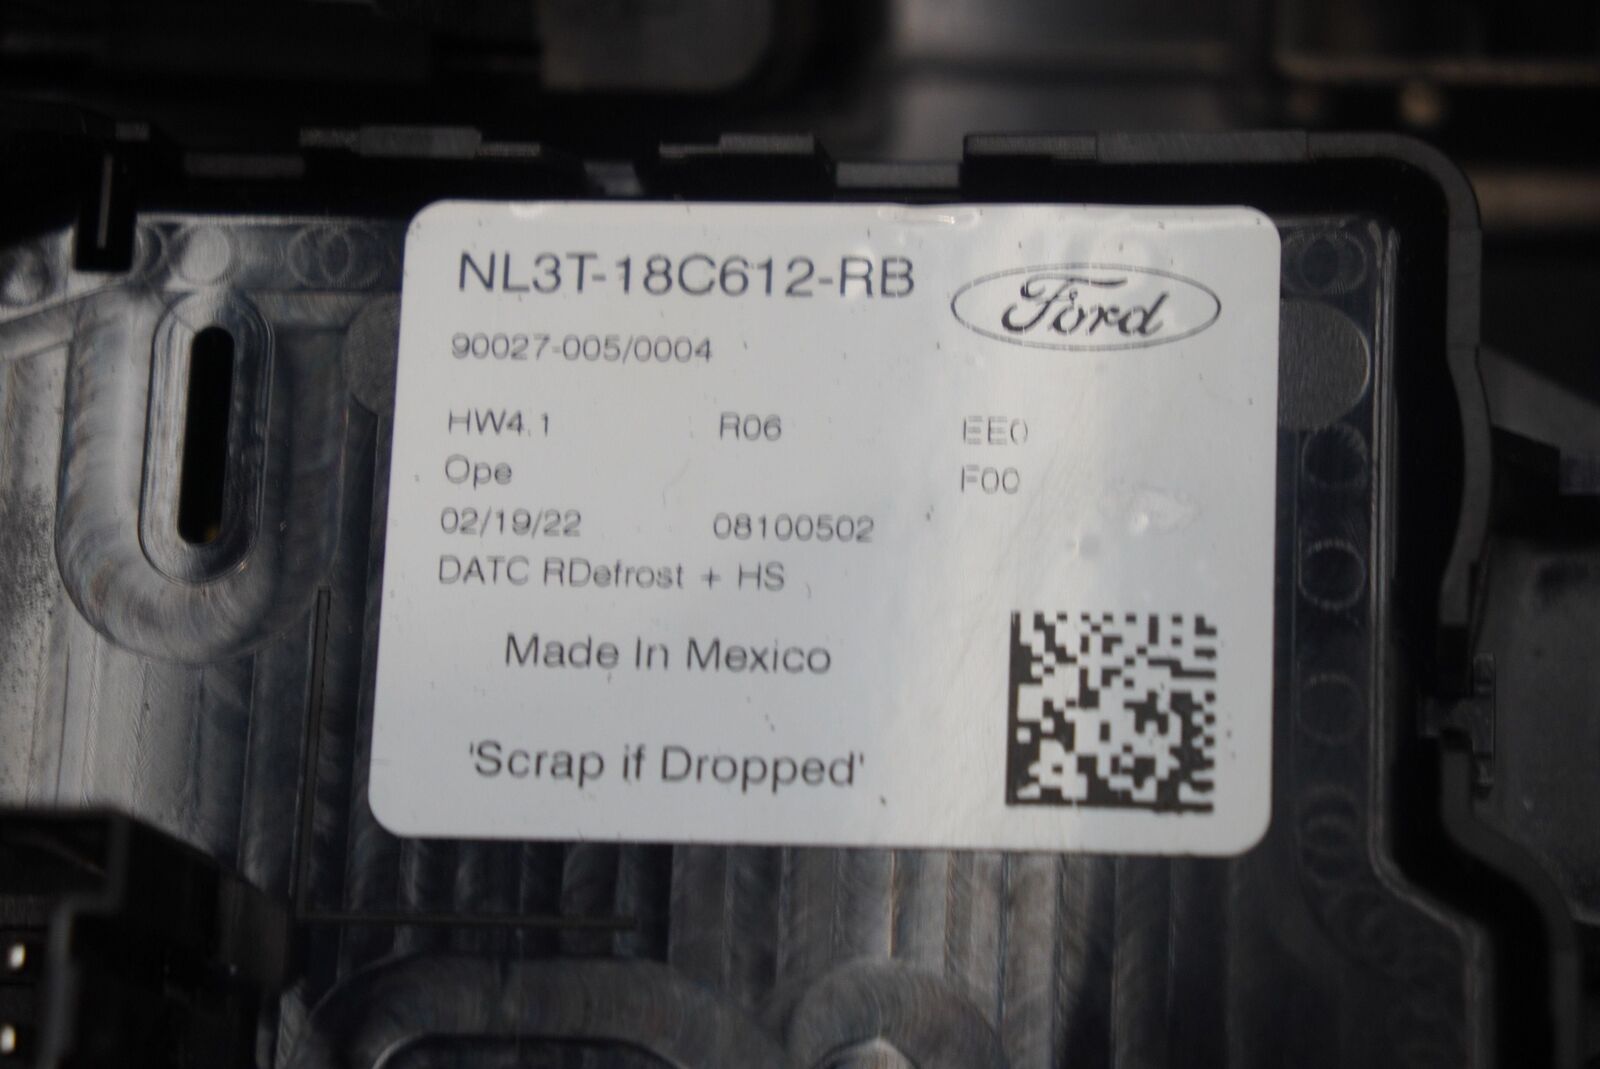 NL3T-18C612-RB
Ford
90027-005/0004
HW4.1 R06 EE0
Ope F00
02/19/22 08100502
DATC RDefrost + HS
Made In Mexico
'Scrap if Dropped'